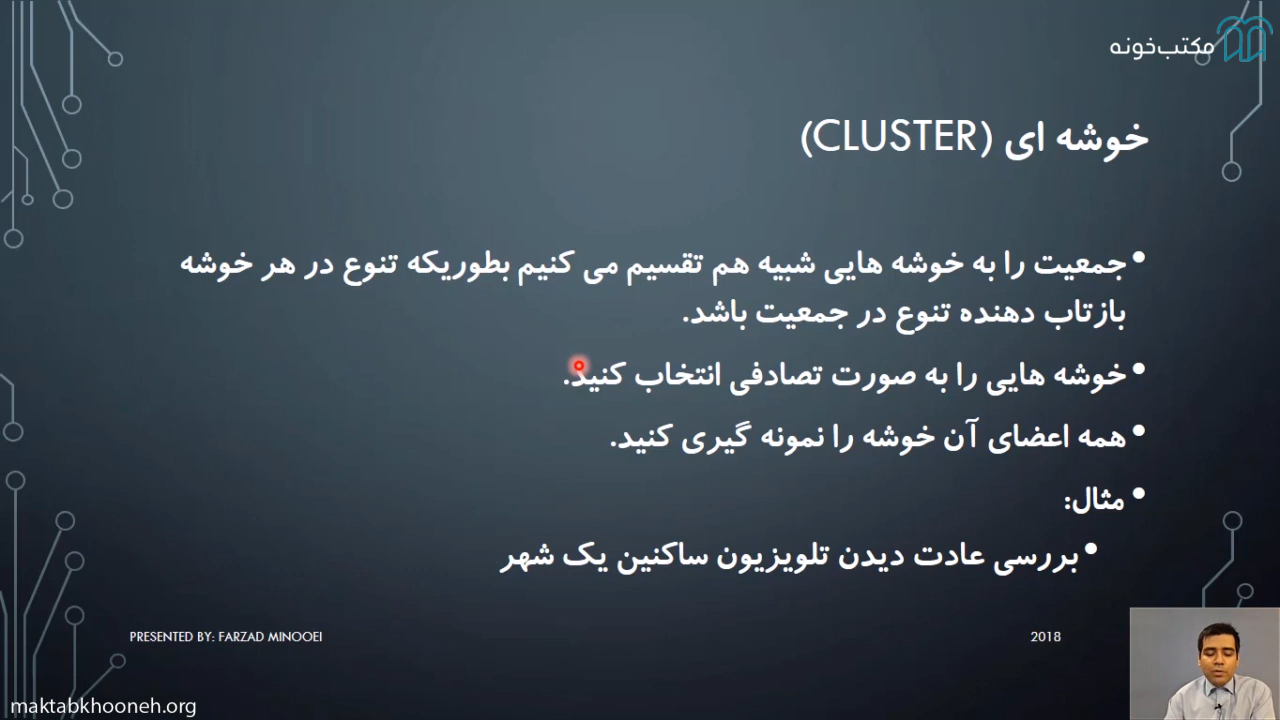 مکتب‌خونه
خوشه ای (CLUSTER)
•جمعیت را به خوشه هایی شبیه هم تقسیم می کنیم بطوریکه تنوع در هر خوشه
بازتاب دهنده تنوع در جمعیت باشد.
•خوشه هایی را به صورت تصادفی انتخاب کنید.
•همه اعضای آن خوشه را نمونه گیری کنید.
•مثال:
•بررسی عادت دیدن تلویزیون ساکنین یک شهر
PRESENTED BY: FARZAD MINOOEI
2018
maktabkhooneh.org